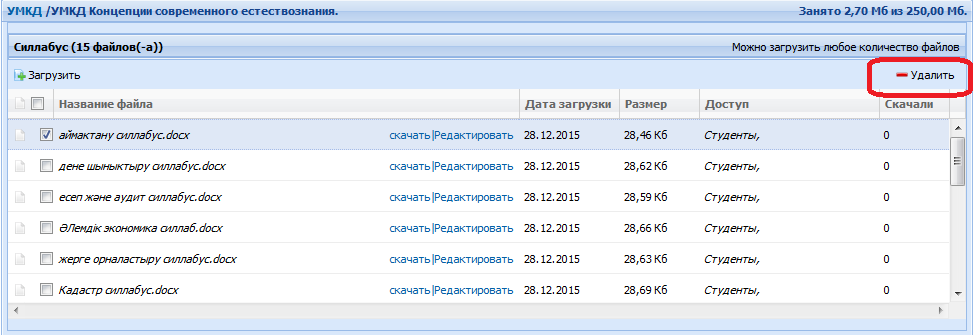 УМКД /УМКД Концепции современного естествознания. Занято 2,70 Мб из 250,00 Мб.
Силлабус (15 файлов(-а)) Можно загрузить любое количество файлов
Загрузить Удалить
Название файла Дата загрузки Размер Доступ Скачали
аймактану силлабус.docx скачать|Редактировать 28.12.2015 28,46 Кб Студенты, 0
дене шыныктыру силлабус.docx скачать|Редактировать 28.12.2015 28,62 Кб Студенты, 0
есеп және аудит силлабус.docx скачать|Редактировать 28.12.2015 28,59 Кб Студенты, 0
ӘЛемдік экономика силлаб.docx скачать|Редактировать 28.12.2015 28,66 Кб Студенты, 0
жерге орналастыру силлабус.docx скачать|Редактировать 28.12.2015 28,63 Кб Студенты, 0
Кадастр силлабус.docx скачать|Редактировать 28.12.2015 28,69 Кб Студенты, 0